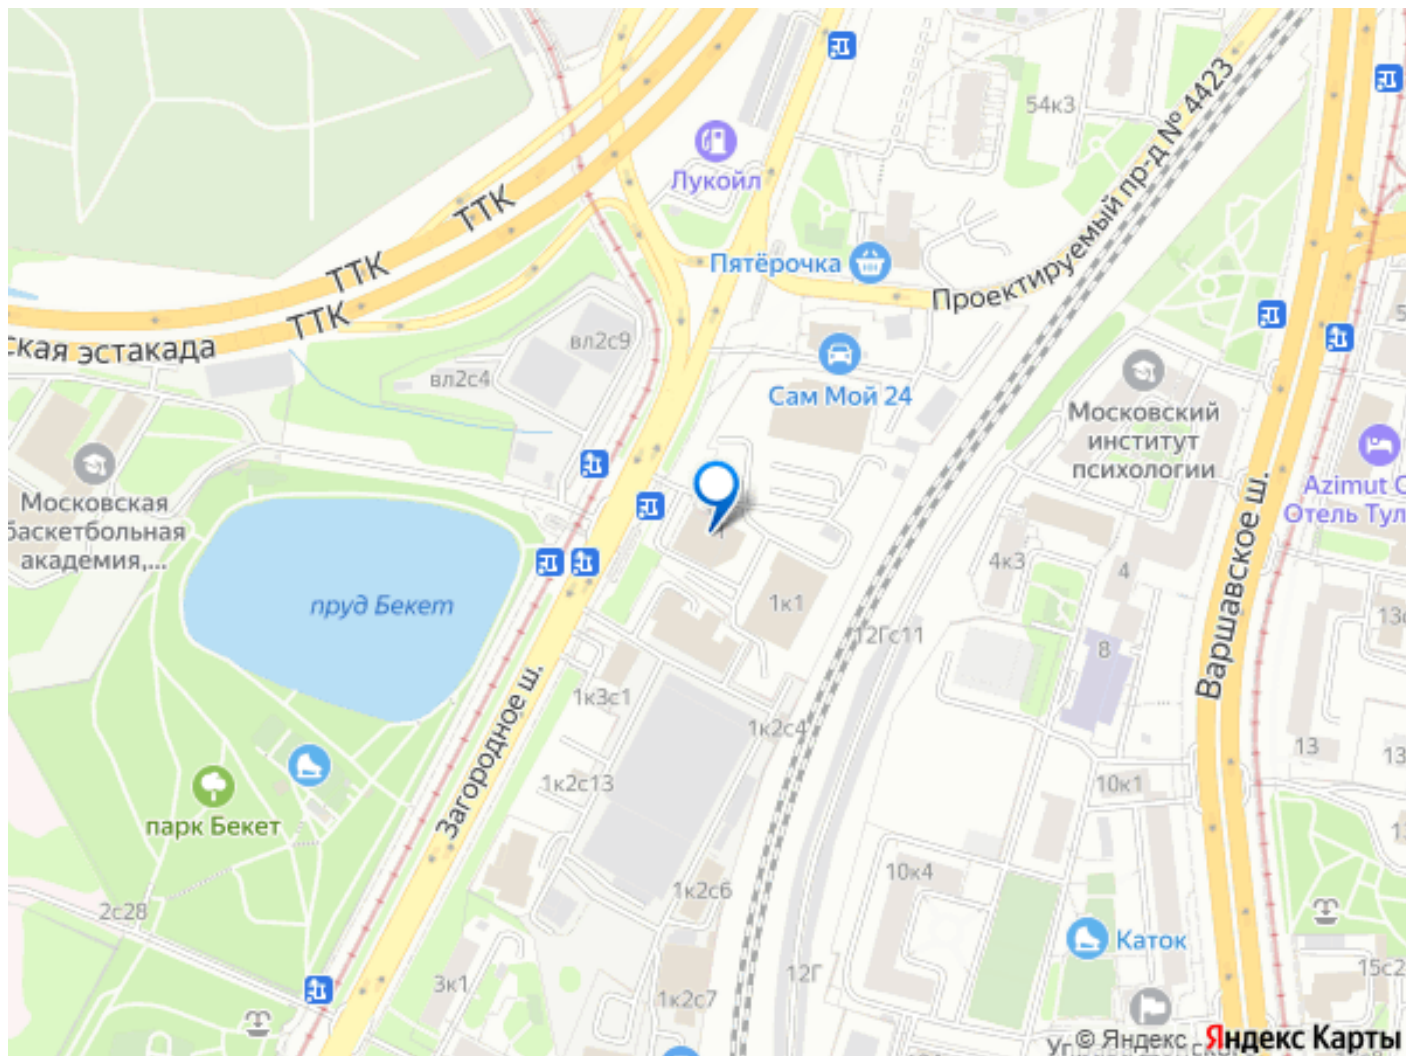 54к3
Проектируемый пр-д № 4423
Лукойл
ТТК
Пятёрочка
ТТК
ТТК
ская эстакада
вл2с9
вл2с4
Сам Мой 24
Московский
институт
психологии
Azimut
Отель Тул
Варшавское ш.
Московская
баскетбольная
академия,...
пруд Бекет
4к3
4
1к1
12Гс11
8
13
1к3с1
1к2с4
Загородное ш.
1к2с13
10к1
парк Бекет
10к4
1к2с6
2с28
Каток
15с2
12Г
3к1
1к2с7
© Яндекс Яндекс Карты